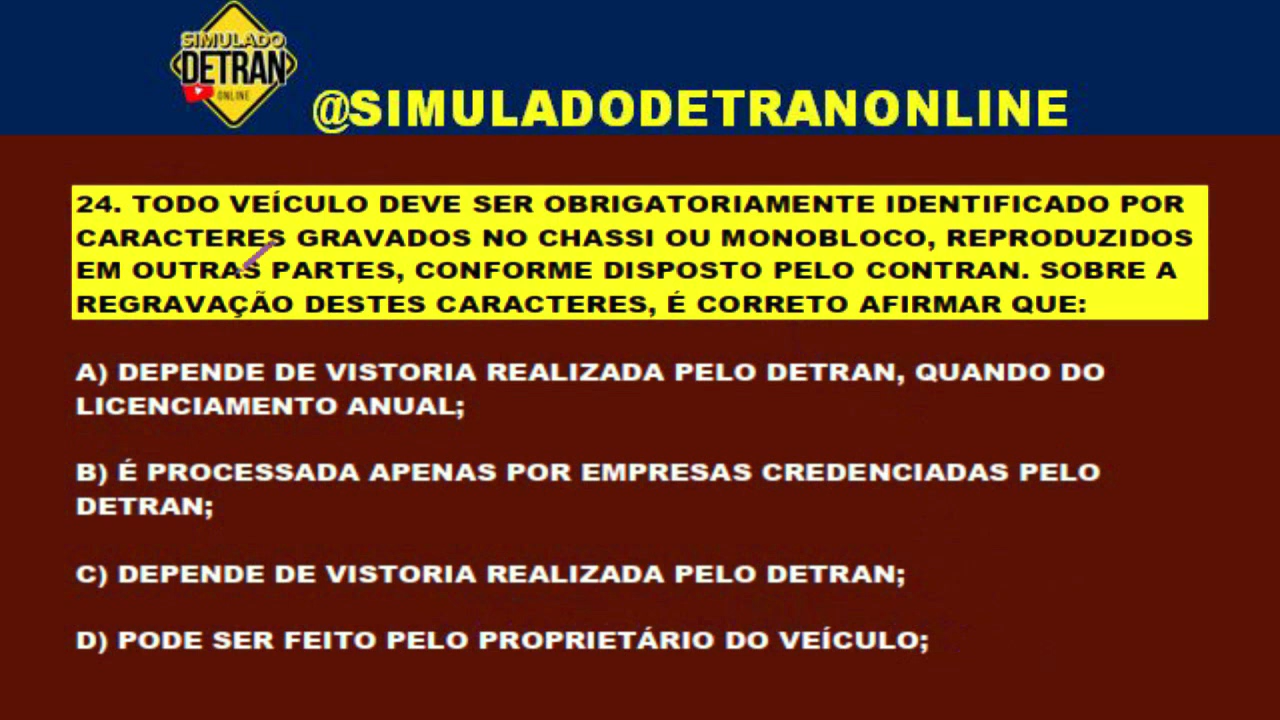 SIMULADO
DETRAN
ONLINE
@SIMULADODETRANONLINE
24. TODO VEÍCULO DEVE SER OBRIGATORIAMENTE IDENTIFICADO POR
CARACTERES GRAVADOS NO CHASSI OU MONOBLOCO, REPRODUZIDOS
EM OUTRAS PARTES, CONFORME DISPOSTO PELO CONTRAN. SOBRE A
REGRAVAÇÃO DESTES CARACTERES, É CORRETO AFIRMAR QUE:
A) DEPENDE DE VISTORIA REALIZADA PELO DETRAN, QUANDO DO
LICENCIAMENTO ANUAL;
B) É PROCESSADA APENAS POR EMPRESAS CREDENCIADAS PELO
DETRAN;
C) DEPENDE DE VISTORIA REALIZADA PELO DETRAN;
D) PODE SER FEITO PELO PROPRIETÁRIO DO VEÍCULO;